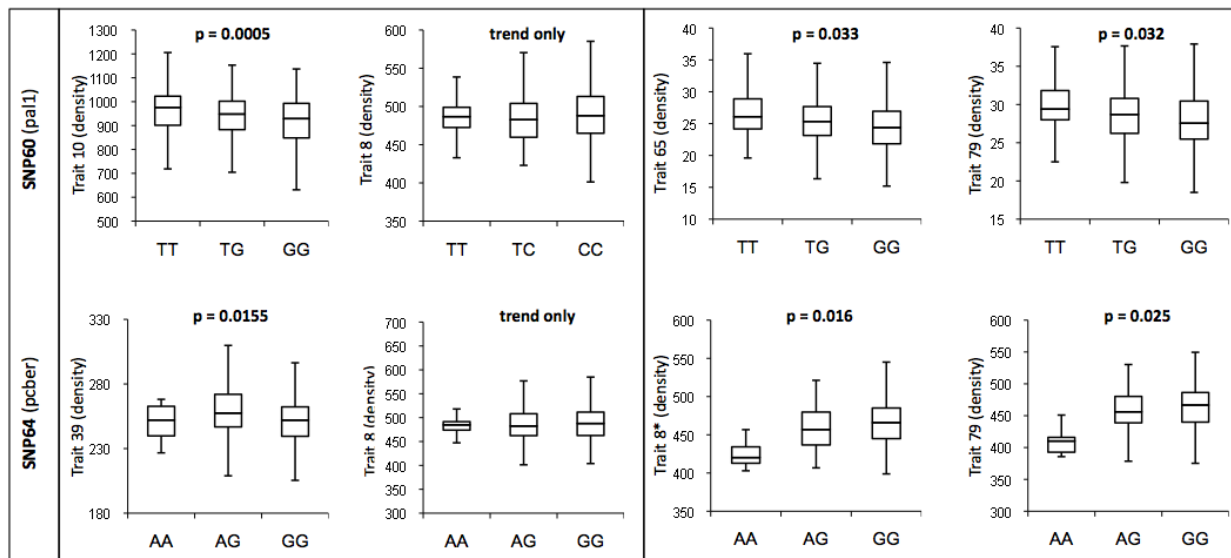 SNP60 (pal1)
p = 0.0005
Trait 10 (density)
1300
1200
1100
1000
900
800
700
600
500
TT TG GG
trend only
Trait 8 (density)
600
550
500
450
400
350
TT TC CC
p = 0.033
Trait 65 (density)
40
35
30
25
20
15
10
TT TG GG
p = 0.032
Trait 79 (density)
40
35
30
25
20
15
TT TG GG
SNP64 (pcber)
p = 0.0155
Trait 39 (density)
330
280
230
180
AA AG GG
trend only
Trait 8 (density)
700
650
600
550
500
450
400
350
300
AA AG GG
p = 0.016
Trait 8* (density)
600
550
500
450
400
350
AA AG GG
p = 0.025
Trait 79 (density)
600
550
500
450
400
350
300
AA AG GG